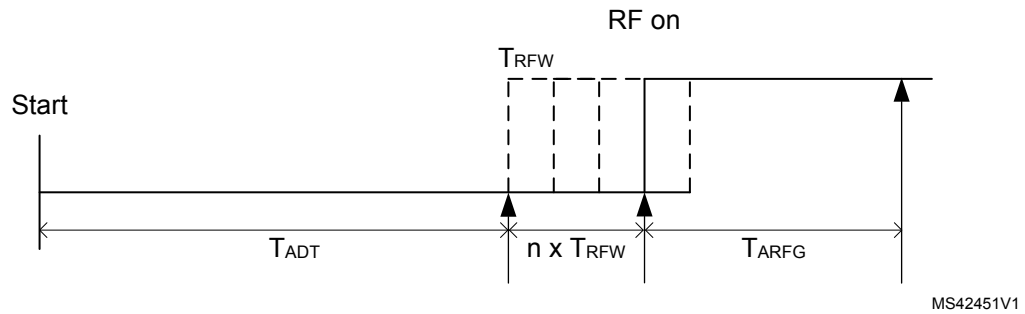 RF on
TRFW
Start
TADT
n x TRFW
TARFG
MS42451V1